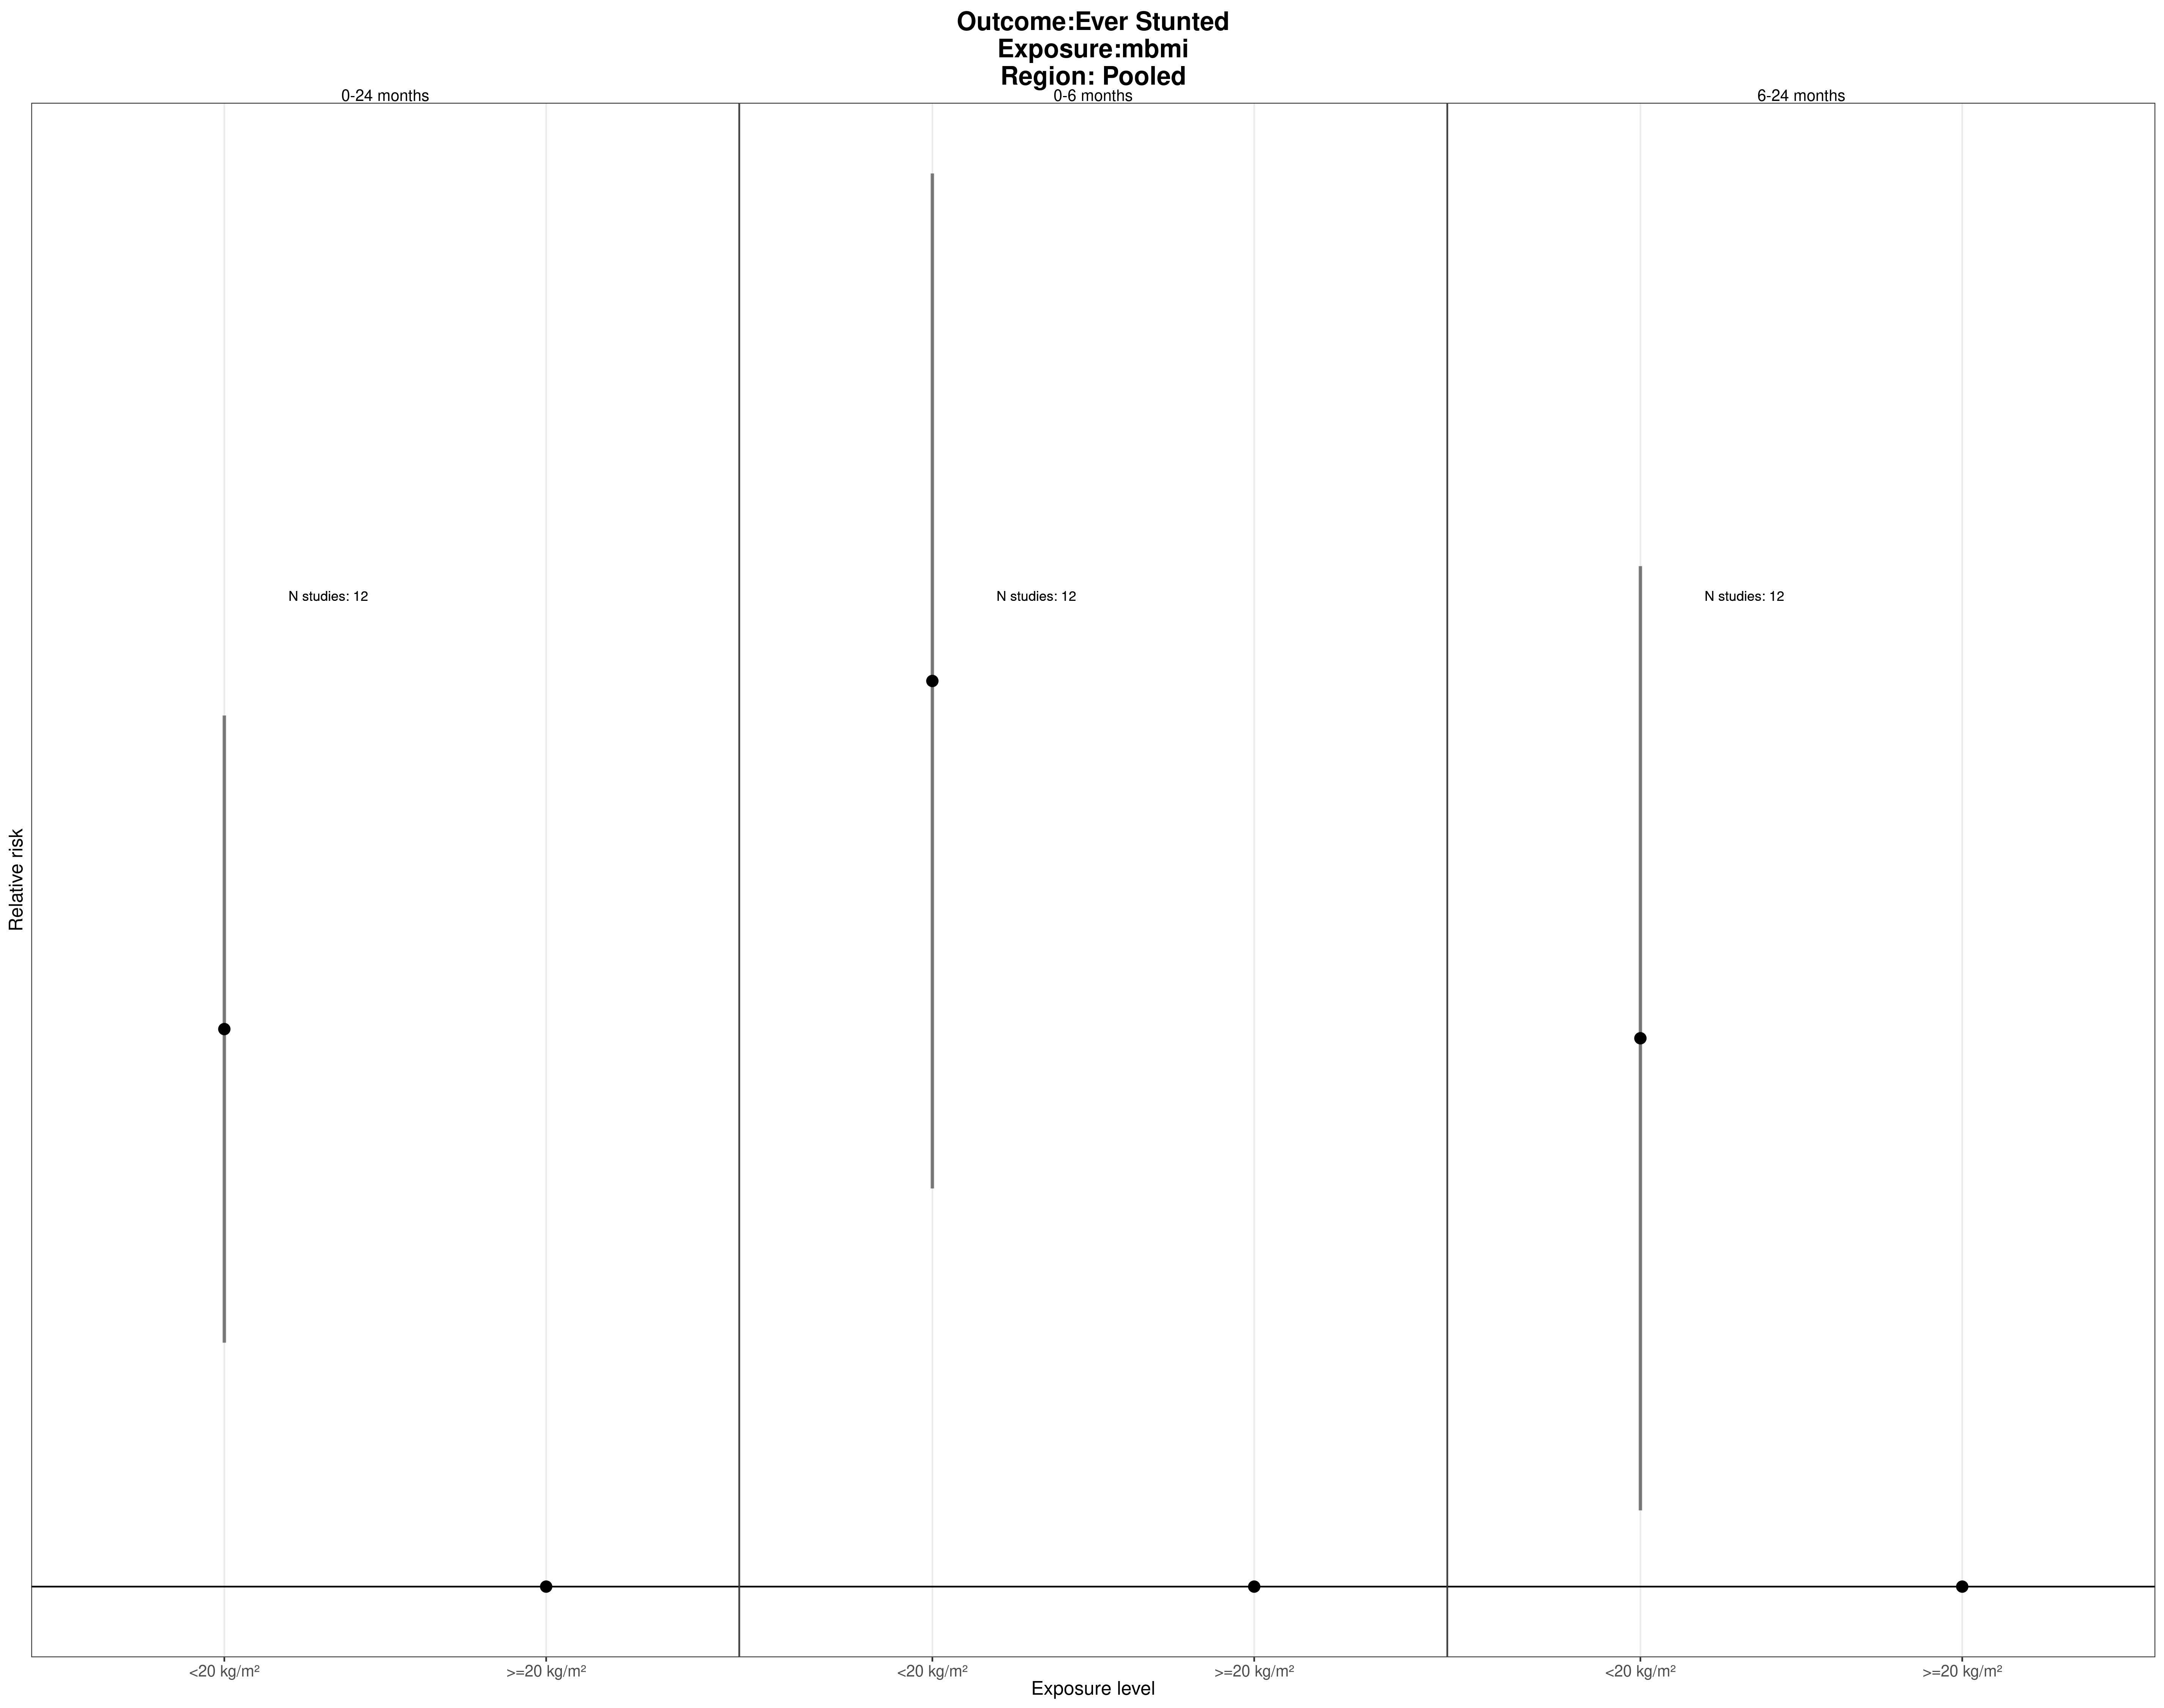 Outcome:Ever Stunted
Exposure:mbmi
Region: Pooled
0-24 months
0-6 months
6-24 months
N studies: 12
N studies: 12
N studies: 12
Relative risk
<20 kg/m²
>=20 kg/m²
<20 kg/m²
>=20 kg/m²
<20 kg/m²
>=20 kg/m²
Exposure level